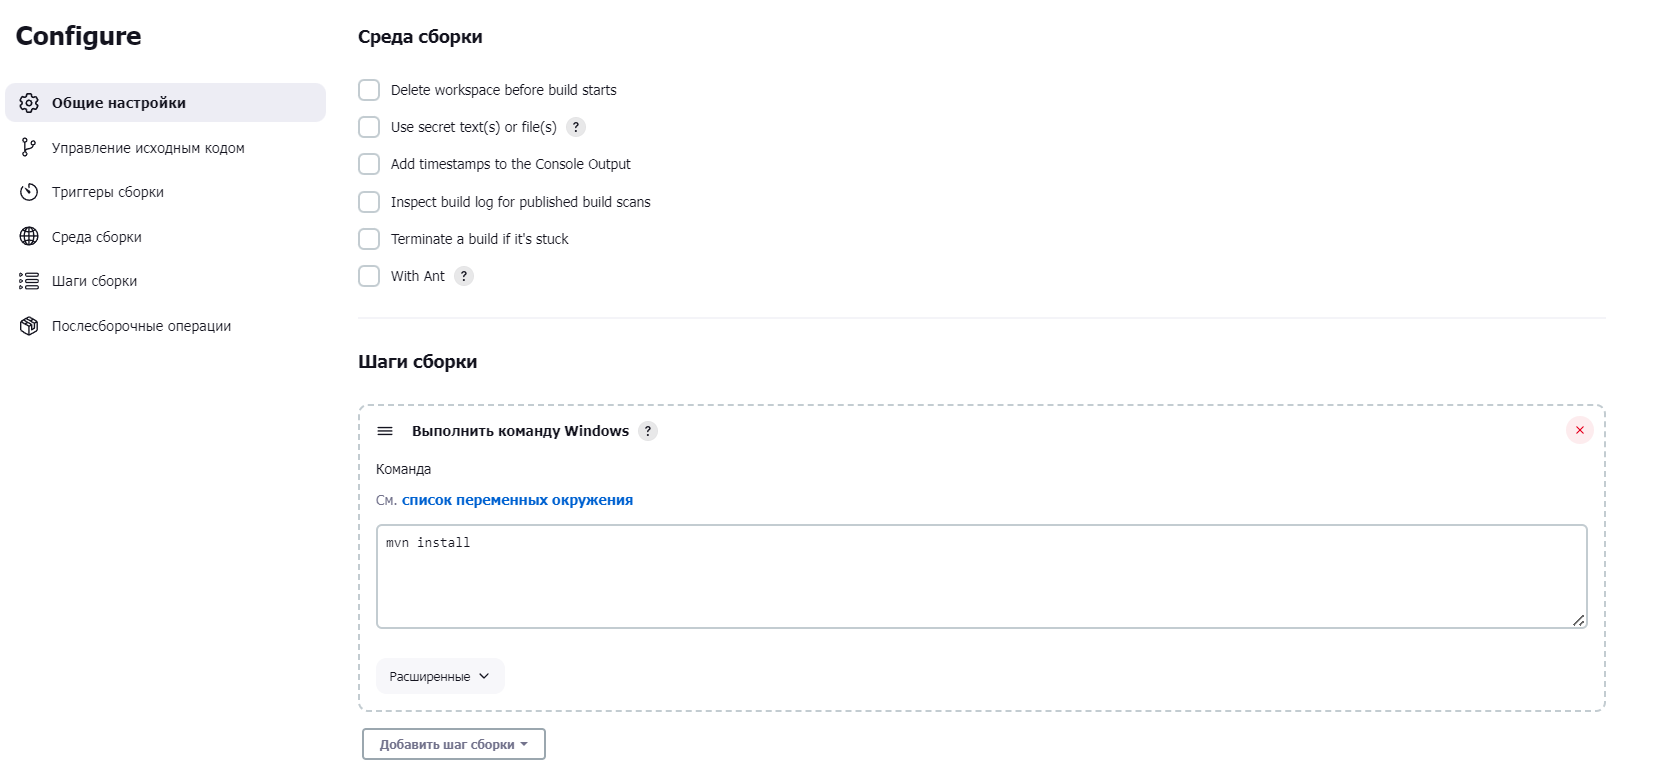 Configure
Общие настройки
Управление исходным кодом
Триггеры сборки
Среда сборки
Шаги сборки
Послесборочные операции
Среда сборки
Delete workspace before build starts
Use secret text(s) or file(s) ?
Add timestamps to the Console Output
Inspect build log for published build scans
Terminate a build if it's stuck
With Ant ?
Шаги сборки
Выполнить команду Windows ?
Команда
См. список переменных окружения
mvn install
Расширенные
Добавить шаг сборки